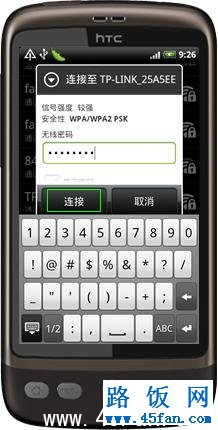 hTC
9:26
连接至 TP-LINK_25A5EE
信号强度 较强
安全性 WPA/WPA2 PSK
无线密码
连接 取消
1 2 3 4 5 6 7 8 9 0
! @ # $ % & * ? /
_ " ' ( ) - + ;
1/2 : , . ABC
路饭网
www.45fan.com